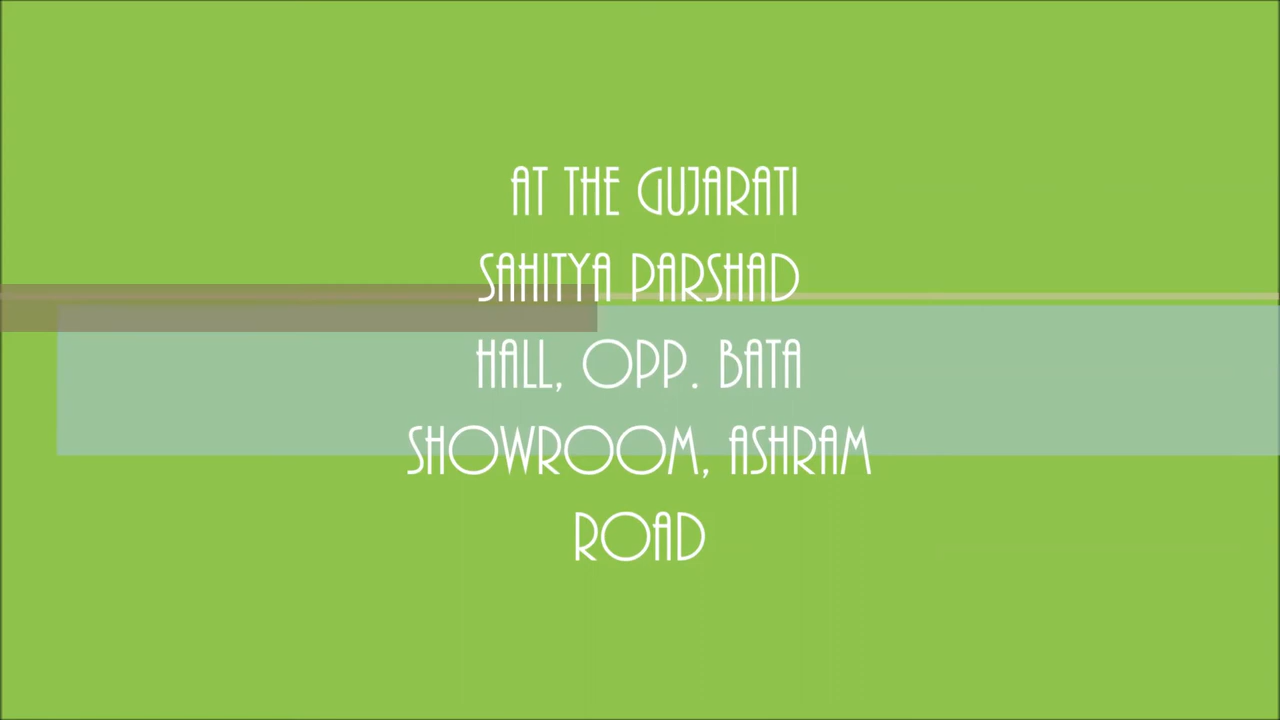 AT THE GUJARATI
SAHITYA PARSHAD
HALL, OPP. BATA
SHOWROOM, ASHRAM
ROAD